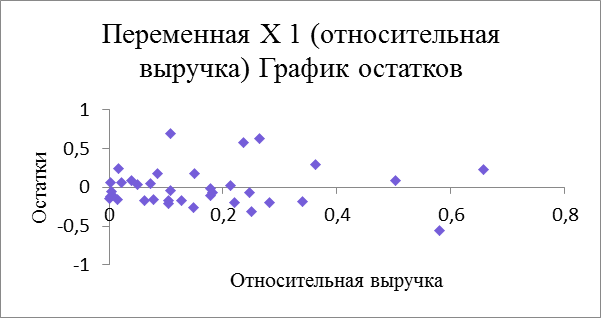 Переменная X 1 (относительная
выручка) График остатков
1
0,5
0
-0,5
-1
Остатки
0
0,2
0,4
0,6
0,8
Относительная выручка